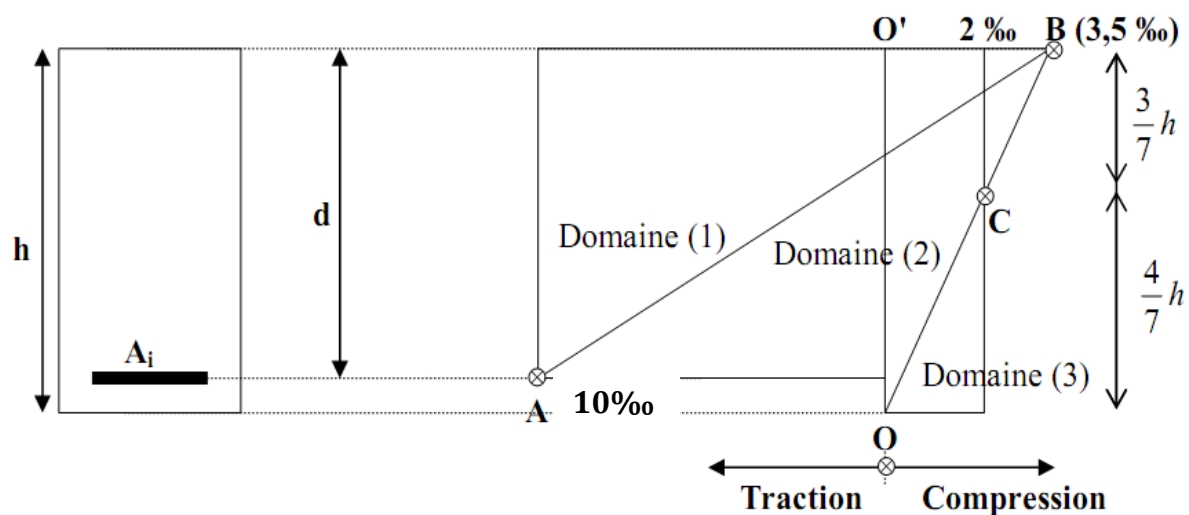 O' 2 ‰ B (3,5 ‰)
3/7 h
d
h
Domaine (1)
Domaine (2)
C
4/7 h
Ai
Domaine (3)
A 10‰
O
Traction Compression